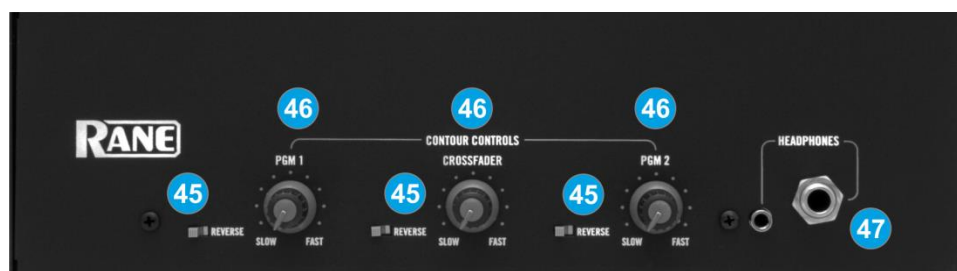 46 46 46
RANE
CONTOUR CONTROLS
HEADPHONES
PGM 1 CROSSFADER PGM 2
45 45 45
REVERSE REVERSE REVERSE
47
SLOW FAST SLOW FAST SLOW FAST